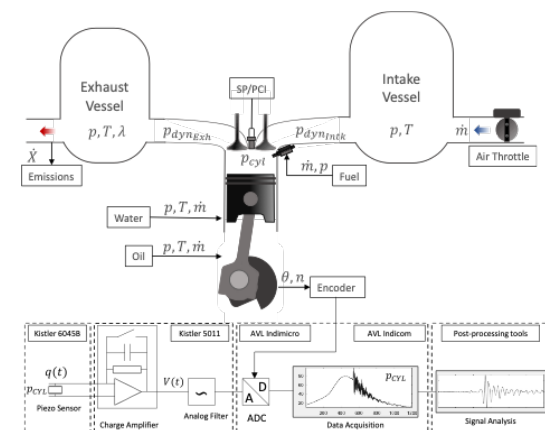 Exhaust
Vessel
p, T, λ
Ẋ
Emissions
p_dynExh
SP/PCI
p_cyl
p_dynIntk
Intake
Vessel
p, T
ṁ
Air Throttle
ṁ, p
Fuel
Water
p, T, ṁ
Oil
p, T, ṁ
θ, n
Encoder
Kistler 6045B
Kistler 5011
AVL Indimicro
AVL Indicom
Post-processing tools
q(t)
p_CYL
Piezo Sensor
V(t)
Charge Amplifier
Analog Filter
A
D
ADC
p_CYL
Data Acquisition
Signal Analysis